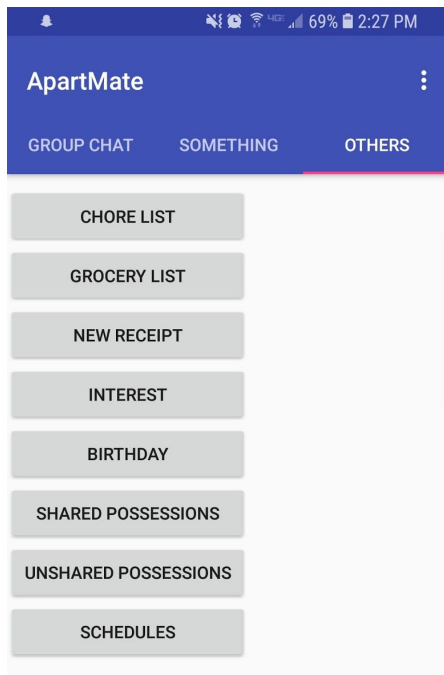 4GE 69% 2:27 PM
ApartMate
GROUP CHAT SOMETHING OTHERS
CHORE LIST
GROCERY LIST
NEW RECEIPT
INTEREST
BIRTHDAY
SHARED POSSESSIONS
UNSHARED POSSESSIONS
SCHEDULES